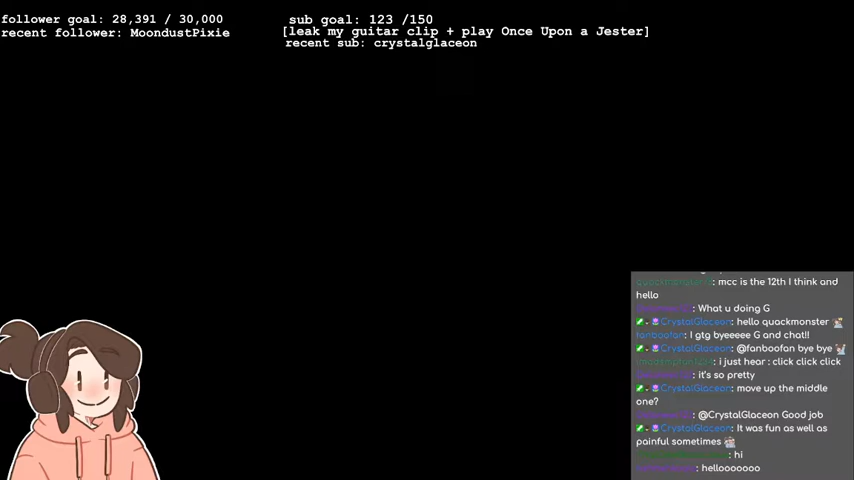 follower goal: 28,391 / 30,000
recent follower: MoondustPixie
sub goal: 123 /150
[leak my guitar clip + play Once Upon a Jester]
recent sub: crystalglaceon
: mcc is the 12th I think and
hello
: What u doing G
CrystalGlaceon: hello quackmonster
fanboofan: I gtg byeeeee G and chat!!
CrystalGlaceon: @fanboofan bye bye
: i just hear : click click click
: it's so pretty
CrystalGlaceon: move up the middle
one?
: @CrystalGlaceon Good job
CrystalGlaceon: It was fun as well as
painful sometimes
: hi
: hellooooooo